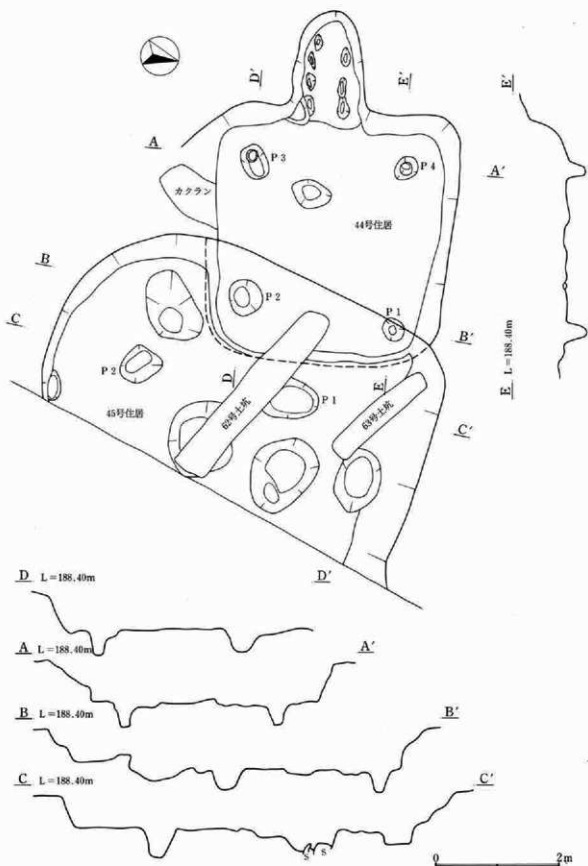 D'
E'
E'
A
P 3
P 4
A'
カクラン
44号住居
B
P 2
P 1
B'
C
P 2
D
E
E L=188.40m
45号住居
62号土坑
P 1
63号土坑
C'
D'
D L=188.40m
A L=188.40m
A'
B L=188.40m
B'
C L=188.40m
C'
S S
0 2m